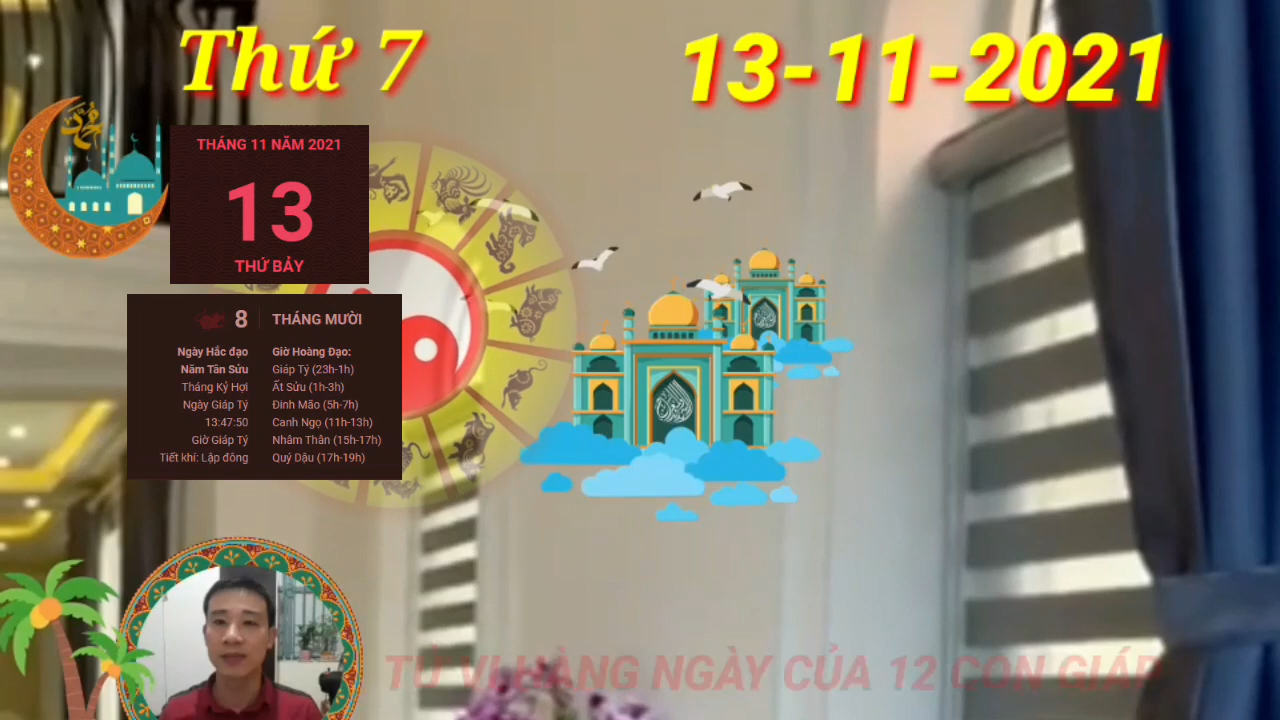 Thứ 7
13-11-2021
THÁNG 11 NĂM 2021
13
THỨ BẢY
8 THÁNG MƯỜI
Ngày Hắc đạo
Năm Tân Sửu
Tháng Kỷ Hợi
Ngày Giáp Tý
13:47:50
Giờ Giáp Tý
Tiết khí: Lập đông
Giờ Hoàng Đạo:
Giáp Tý (23h-1h)
Ất Sửu (1h-3h)
Đinh Mão (5h-7h)
Canh Ngọ (11h-13h)
Nhâm Thân (15h-17h)
Quý Dậu (17h-19h)
TỬ VI HÀNG NGÀY CỦA 12 CON GIÁP